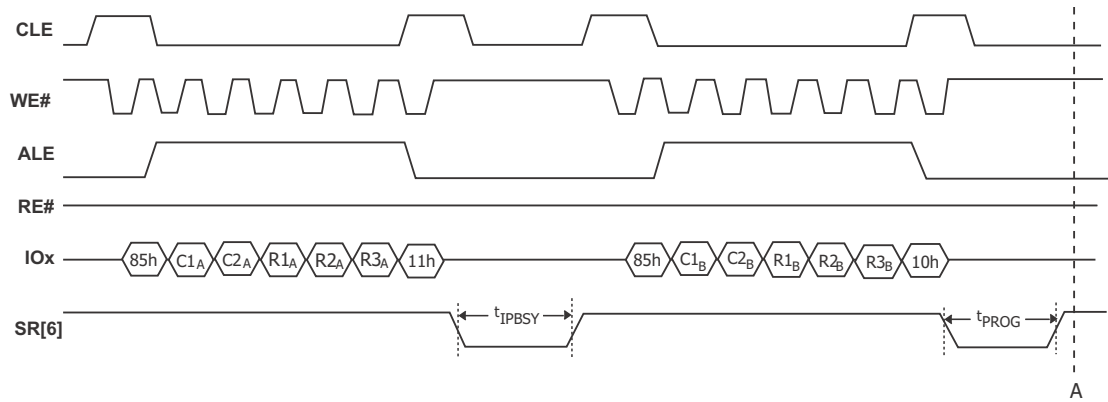 CLE
WE#
ALE
RE#
IOx 85h C1A C2A R1A R2A R3A 11h 85h C1B C2B R1B R2B R3B 10h
SR[6] tIPBSY tPROG
A